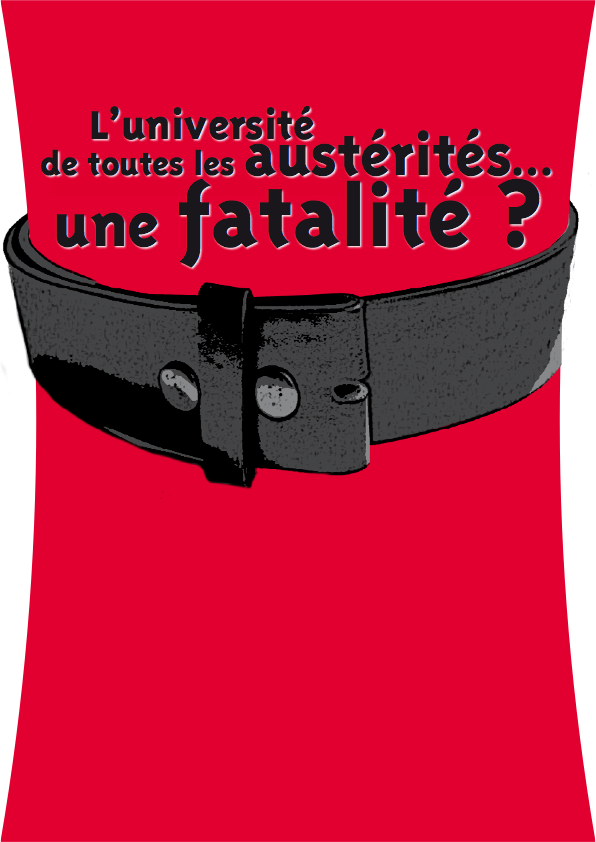 L’université
de toutes les austérités...
une fatalité ?